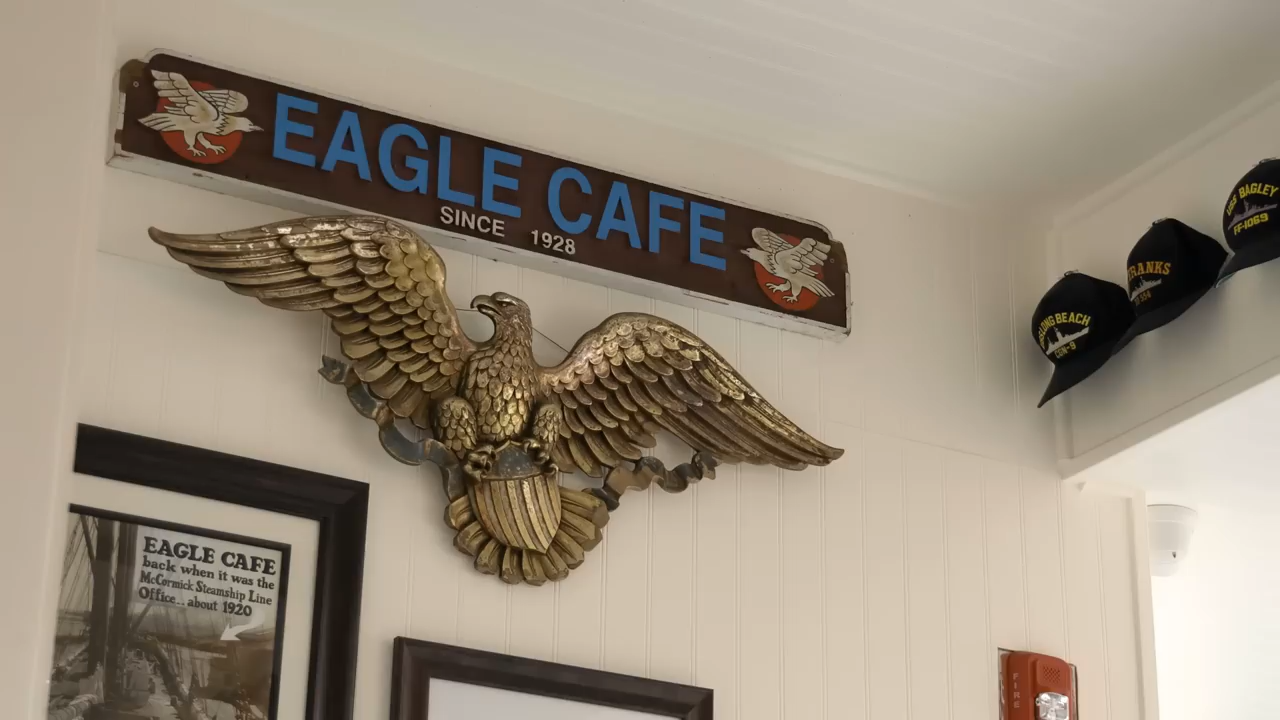 EAGLE CAFE
SINCE 1928
USS BAGLEY
FF-1069
LONG BEACH
CGN-9
EAGLE CAFE
back when it was the
McCormick Steamship Line
Office.. about 1920
FIRE